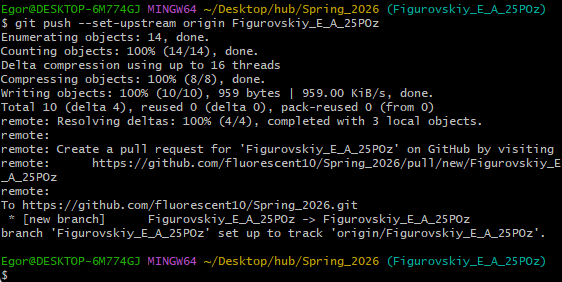 Egor@DESKTOP-6M774GJ MINGW64 ~/Desktop/hub/Spring_2026 (Figurovskiy_E_A_25POz)
$ git push --set-upstream origin Figurovskiy_E_A_25POz
Enumerating objects: 14, done.
Counting objects: 100% (14/14), done.
Delta compression using up to 16 threads
Compressing objects: 100% (8/8), done.
Writing objects: 100% (10/10), 959 bytes | 959.00 KiB/s, done.
Total 10 (delta 4), reused 0 (delta 0), pack-reused 0 (from 0)
remote: Resolving deltas: 100% (4/4), completed with 3 local objects.
remote:
remote: Create a pull request for 'Figurovskiy_E_A_25POz' on GitHub by visiting
remote:      https://github.com/fluorescent10/Spring_2026/pull/new/Figurovskiy_E
_A_25POz
remote:
To https://github.com/fluorescent10/Spring_2026.git
 * [new branch]      Figurovskiy_E_A_25POz -> Figurovskiy_E_A_25POz
branch 'Figurovskiy_E_A_25POz' set up to track 'origin/Figurovskiy_E_A_25POz'.
Egor@DESKTOP-6M774GJ MINGW64 ~/Desktop/hub/Spring_2026 (Figurovskiy_E_A_25POz)
$